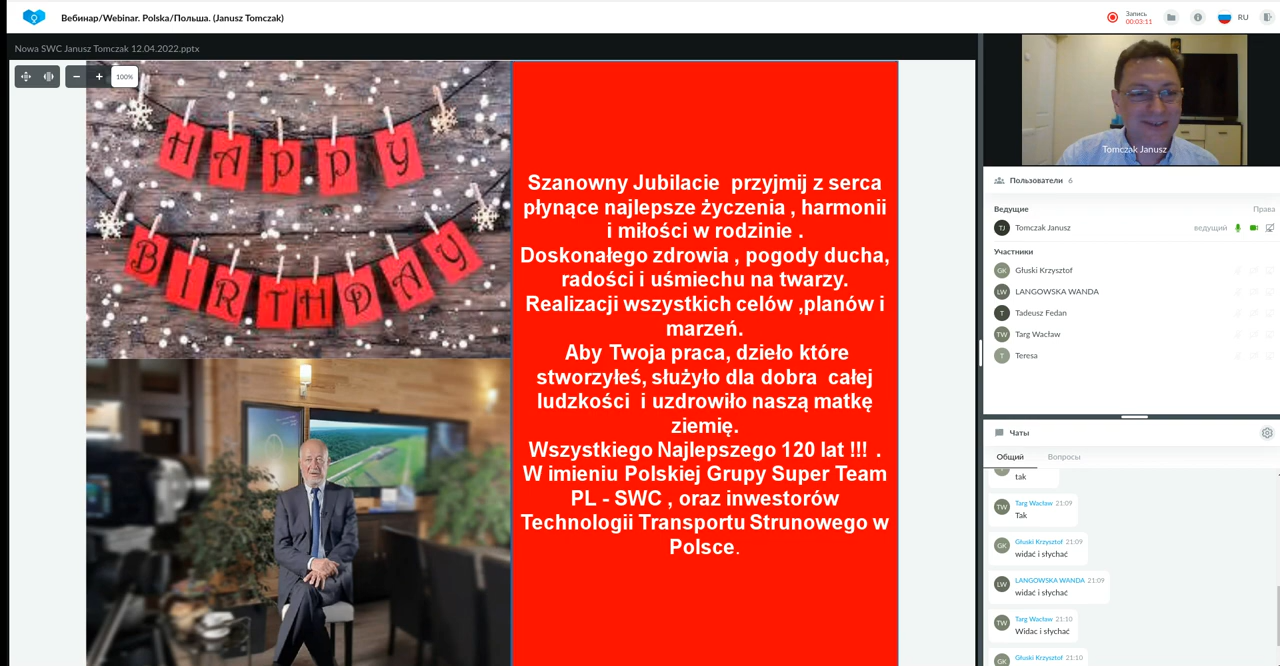 Вебинар/Webinar. Polska/Польша. (Janusz Tomczak)
Запись
00:03:11
RU
Nowa SWC Janusz Tomczak 12.04.2022.pptx
100%
HAPPY
BIRTHDAY
Szanowny Jubilacie przyjmij z serca
płynące najlepsze życzenia , harmonii
i miłości w rodzinie .
Doskonałego zdrowia , pogody ducha,
radości i uśmiechu na twarzy.
Realizacji wszystkich celów ,planów i
marzeń.
Aby Twoja praca, dzieło które
stworzyłeś, służyło dla dobra całej
ludzkości i uzdrowiło naszą matkę
ziemię.
Wszystkiego Najlepszego 120 lat !!! .
W imieniu Polskiej Grupy Super Team
PL - SWC , oraz inwestorów
Technologii Transportu Strunowego w
Polsce.
Tomczak Janusz
Пользователи 6
Ведущие Права
TJ Tomczak Janusz ведущий
Участники
GK Głuski Krzysztof
LW LANGOWSKA WANDA
T Tadeusz Fedan
TW Targ Wacław
T Teresa
Чаты
Общий Вопросы
tak
TW Targ Wacław 21:09
Tak
GK Głuski Krzysztof 21:09
widać i słychać
LW LANGOWSKA WANDA 21:09
widać i słychać
TW Targ Wacław 21:10
Widac i słychać
GK Głuski Krzysztof 21:10